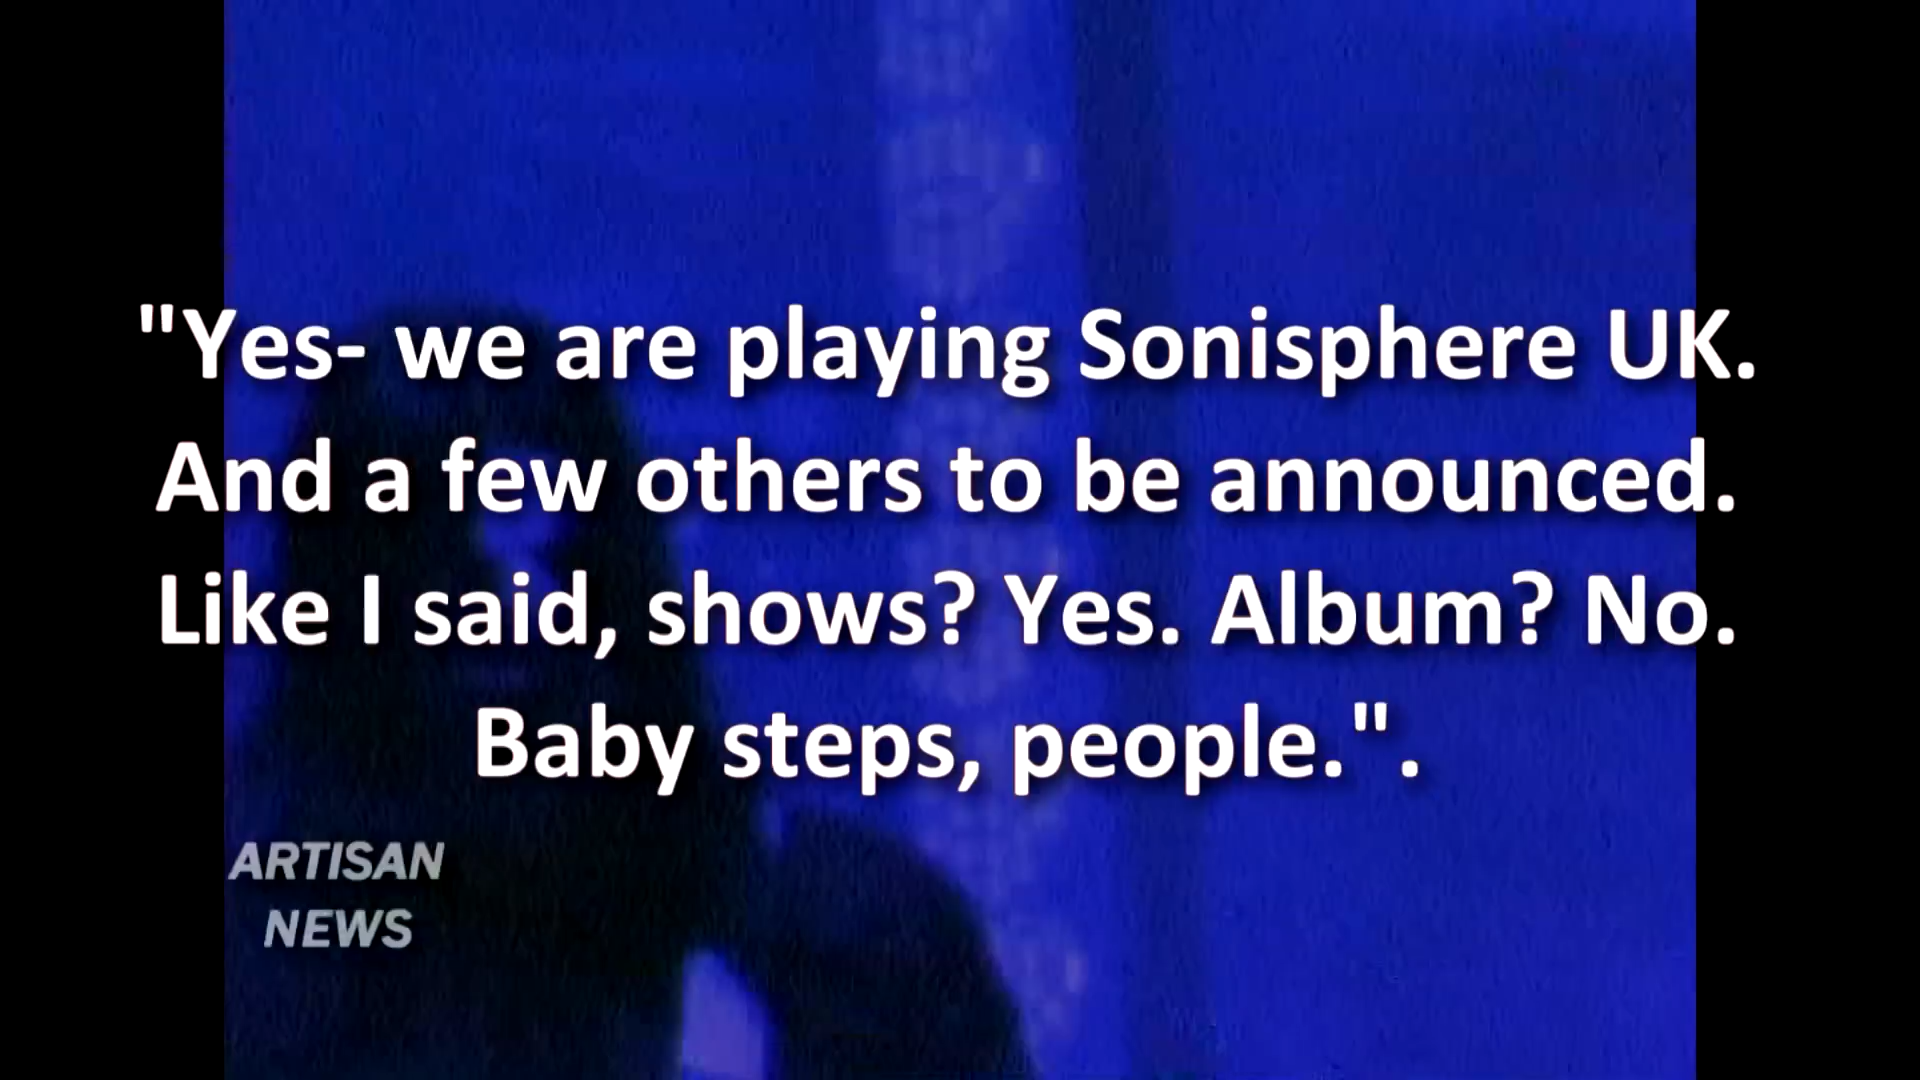 "Yes- we are playing Sonisphere UK.
And a few others to be announced.
Like I said, shows? Yes. Album? No.
Baby steps, people.".
ARTISAN
NEWS